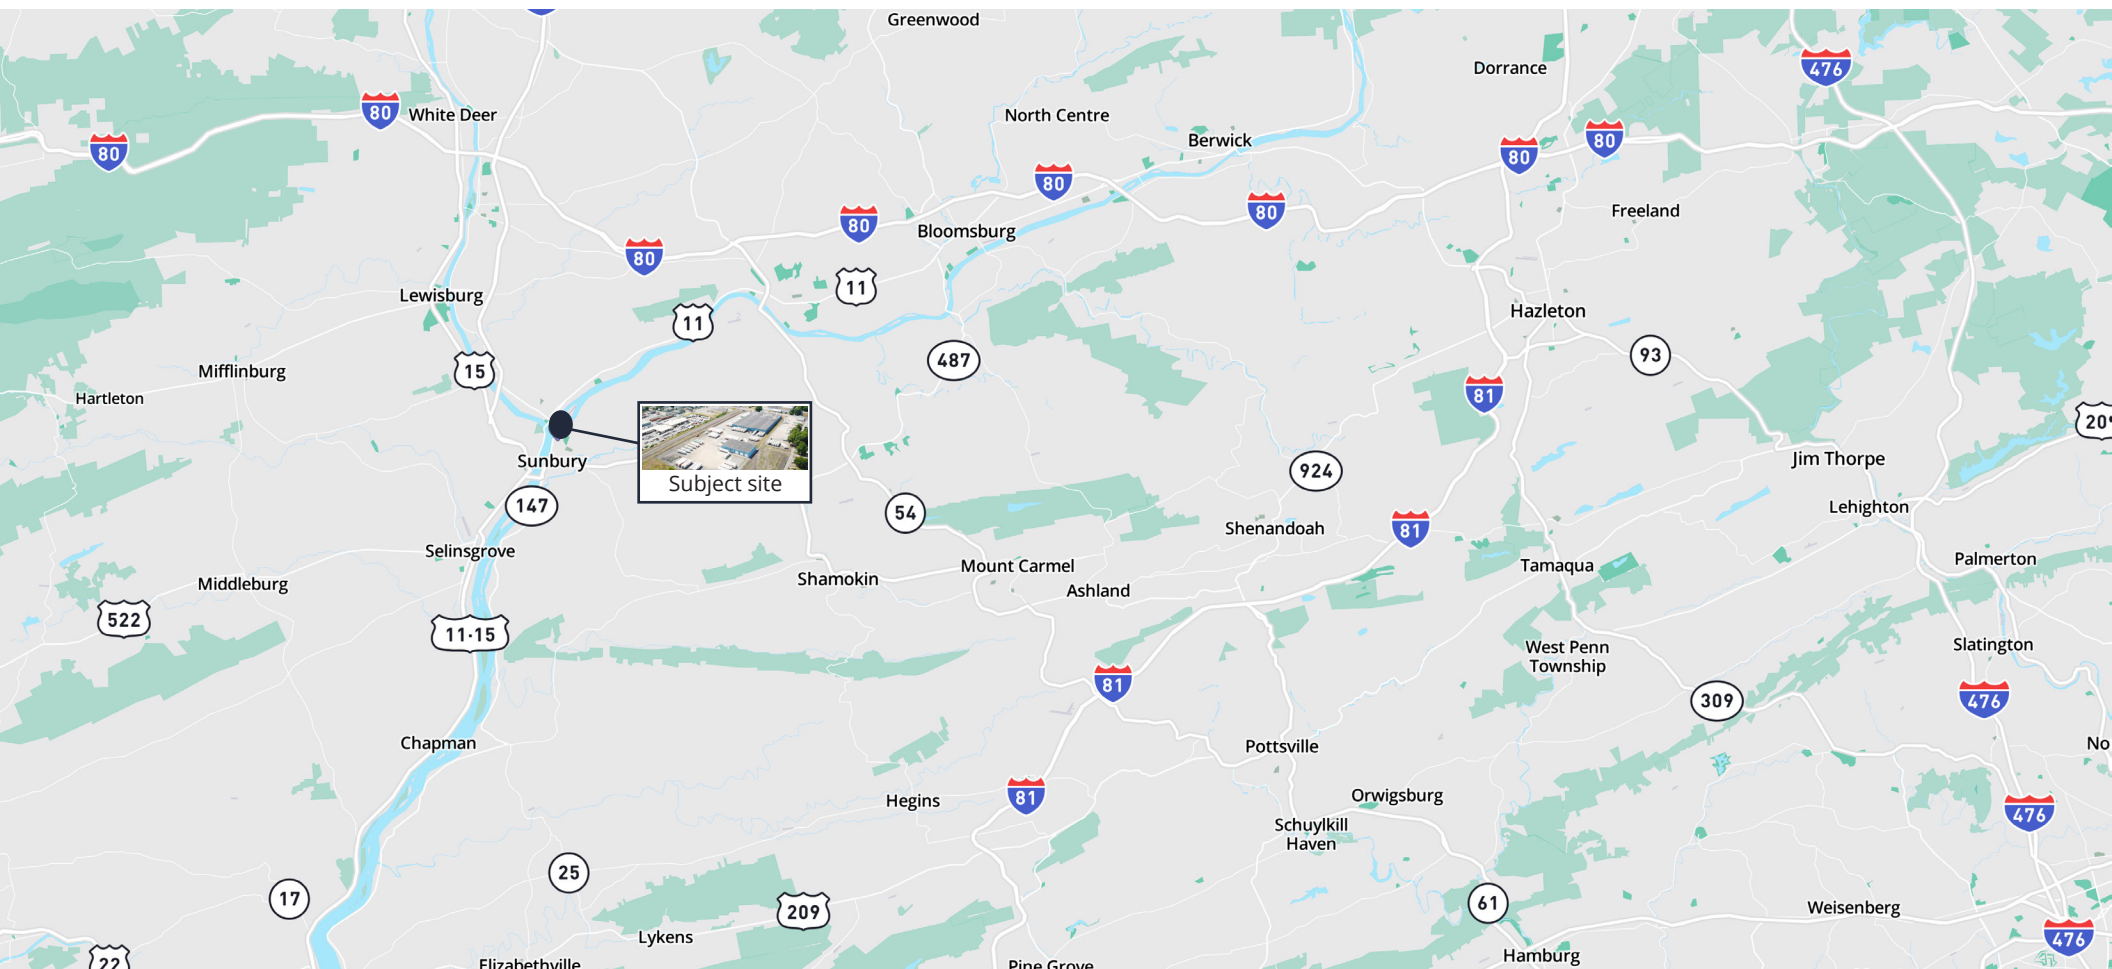 Greenwood
476
Dorrance
80
White Deer
North Centre
80
80
Berwick
80
80
80
80
Freeland
80
Bloomsburg
80
11
Lewisburg
Hazleton
11
93
15
487
Mifflinburg
81
Hartleton
209
Sunbury
Jim Thorpe
924
Subject site
147
54
Lehighton
Shenandoah
81
Selinsgrove
Palmerton
Mount Carmel
Tamaqua
Shamokin
Middleburg
Ashland
522
11·15
West Penn
Township
Slatington
81
309
476
Chapman
Pottsville
No
81
Orwigsburg
Hegins
476
Schuylkill
Haven
25
17
61
209
Weisenberg
Lykens
476
Hamburg
22
Elizabethville
Pine Grove